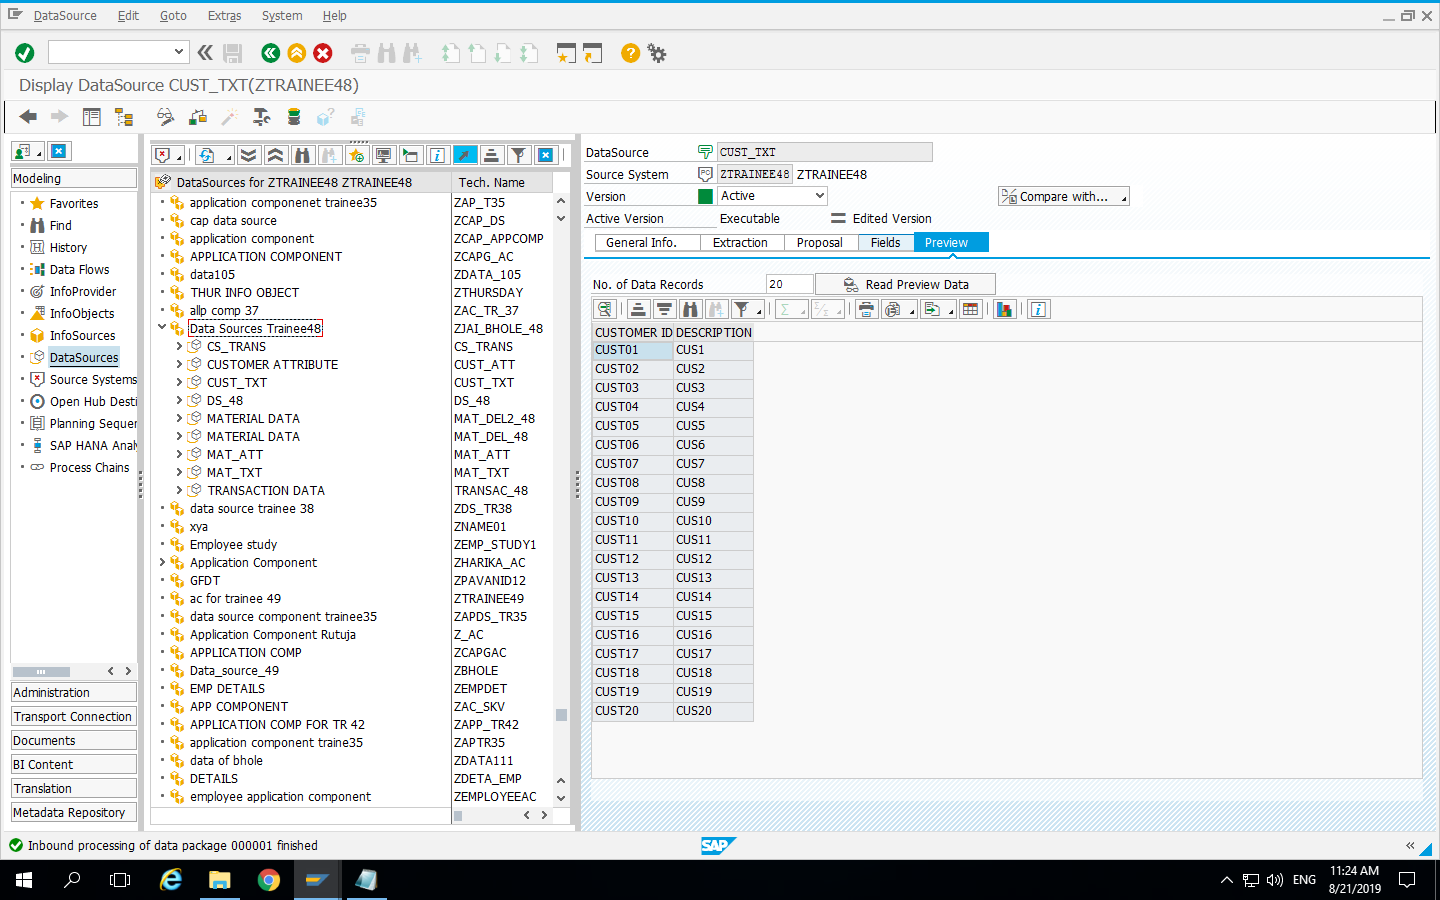 DataSource Edit Goto Extras System Help
Display DataSource CUST_TXT(ZTRAINEE48)
Modeling
Favorites
Find
History
Data Flows
InfoProvider
InfoObjects
InfoSources
DataSources
Source Systems
Open Hub Desti
Planning Sequer
SAP HANA Anal
Process Chains
Administration
Transport Connection
Documents
BI Content
Translation
Metadata Repository
DataSources for ZTRAINEE48 ZTRAINEE48 Tech. Name
application componenet trainee35 ZAP_T35
cap data source ZCAP_DS
application component ZCAP_APPCOMP
APPLICATION COMPONENT ZCAPG_AC
data105 ZDATA_105
THUR INFO OBJECT ZTHURSDAY
allp comp 37 ZAC_TR_37
Data Sources Trainee48 ZJAI_BHOLE_48
CS_TRANS CS_TRANS
CUSTOMER ATTRIBUTE CUST_ATT
CUST_TXT CUST_TXT
DS_48 DS_48
MATERIAL DATA MAT_DEL2_48
MATERIAL DATA MAT_DEL_48
MAT_ATT MAT_ATT
MAT_TXT MAT_TXT
TRANSACTION DATA TRANSAC_48
data source trainee 38 ZDS_TR38
xya ZNAME01
Employee study ZEMP_STUDY1
Application Component ZHARIKA_AC
GFDT ZPAVANID12
ac for trainee 49 ZTRAINEE49
data source component trainee35 ZAPDS_TR35
Application Component Rutuja Z_AC
APPLICATION COMP ZCAPGAC
Data_source_49 ZBHOLE
EMP DETAILS ZEMPDET
APP COMPONENT ZAC_SKV
APPLICATION COMP FOR TR 42 ZAPP_TR42
application component traine35 ZAPTR35
data of bhole ZDATA111
DETAILS ZDETA_EMP
employee application component ZEMPLOYEEAC
DataSource CUST_TXT
Source System PC ZTRAINEE48 ZTRAINEE48
Version Active Compare with...
Active Version Executable Edited Version
General Info. Extraction Proposal Fields Preview
No. of Data Records 20 Read Preview Data
CUSTOMER ID DESCRIPTION
CUST01 CUS1
CUST02 CUS2
CUST03 CUS3
CUST04 CUS4
CUST05 CUS5
CUST06 CUS6
CUST07 CUS7
CUST08 CUS8
CUST09 CUS9
CUST10 CUS10
CUST11 CUS11
CUST12 CUS12
CUST13 CUS13
CUST14 CUS14
CUST15 CUS15
CUST16 CUS16
CUST17 CUS17
CUST18 CUS18
CUST19 CUS19
CUST20 CUS20
Inbound processing of data package 000001 finished
SAP
ENG
11:24 AM
8/21/2019